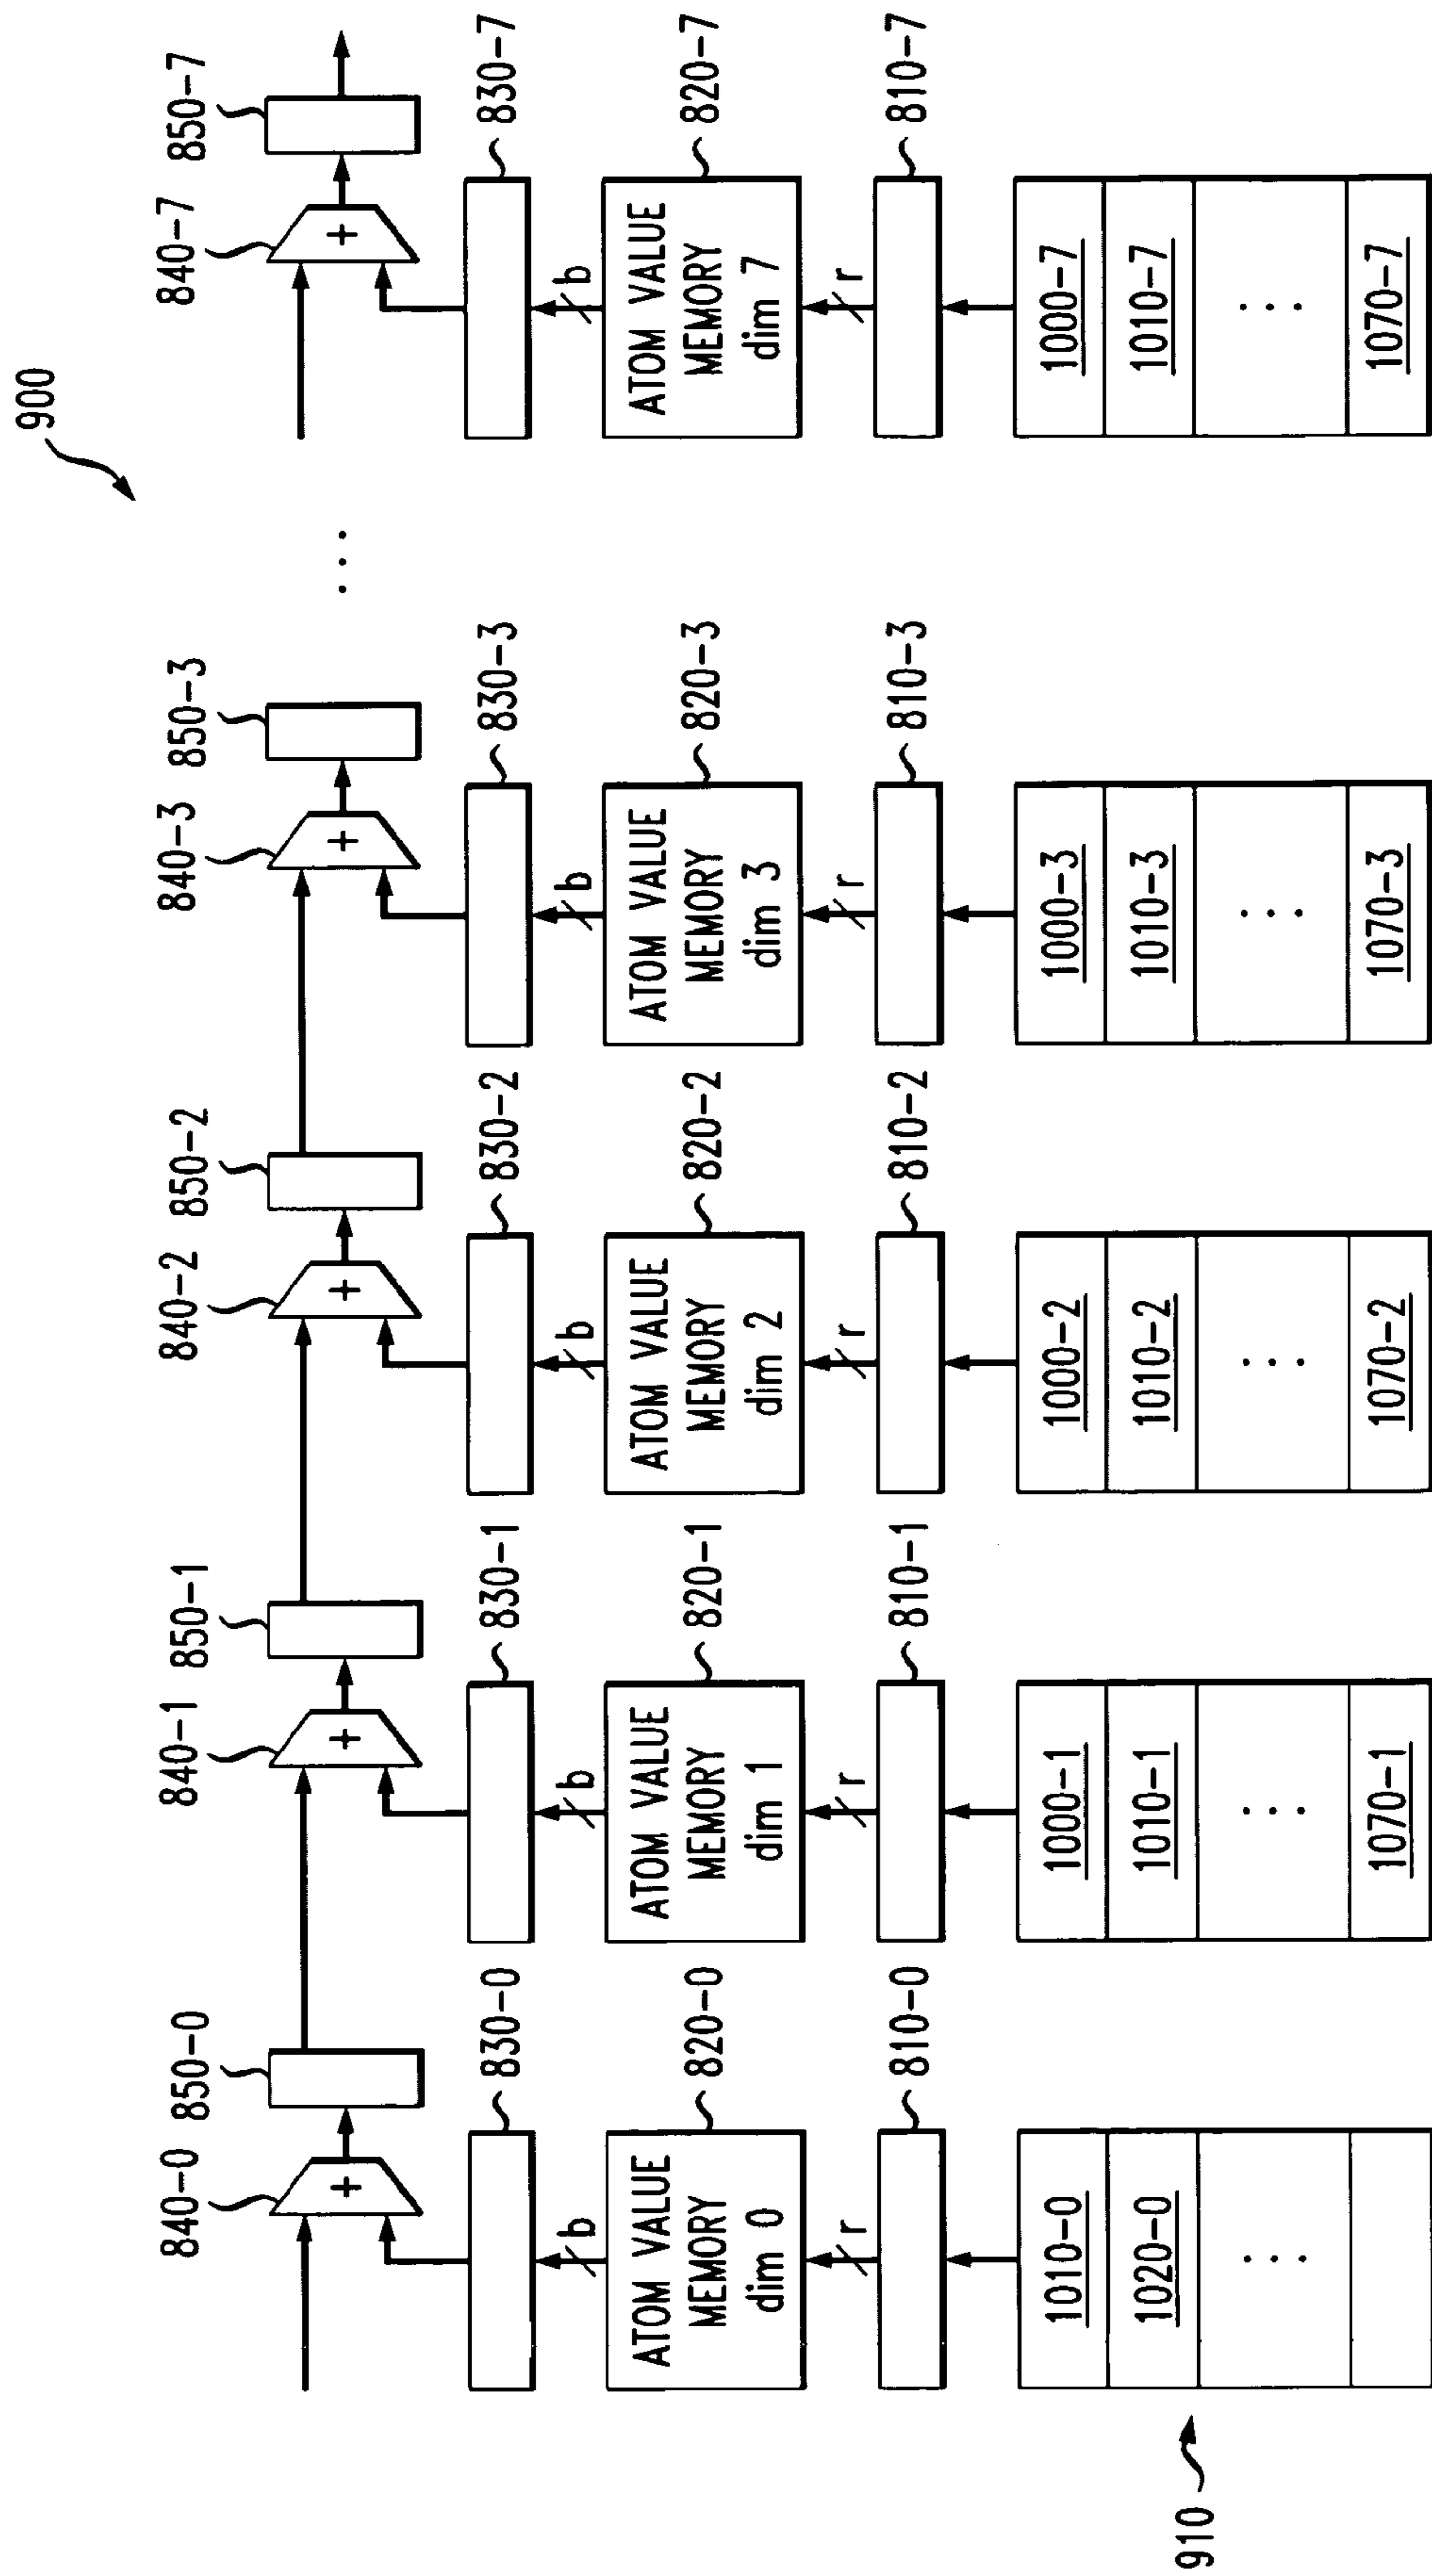 900
840-0
850-0
840-1
850-1
840-2
850-2
840-3
850-3
. . .
840-7
850-7
+
+
+
+
+
830-0
830-1
830-2
830-3
830-7
b
b
b
b
b
ATOM VALUE
MEMORY
dim 0
820-0
ATOM VALUE
MEMORY
dim 1
820-1
ATOM VALUE
MEMORY
dim 2
820-2
ATOM VALUE
MEMORY
dim 3
820-3
ATOM VALUE
MEMORY
dim 7
820-7
r
r
r
r
r
810-0
810-1
810-2
810-3
810-7
910
1010-0
1020-0
. . .
1000-1
1010-1
. . .
1070-1
1000-2
1010-2
. . .
1070-2
1000-3
1010-3
. . .
1070-3
1000-7
1010-7
. . .
1070-7